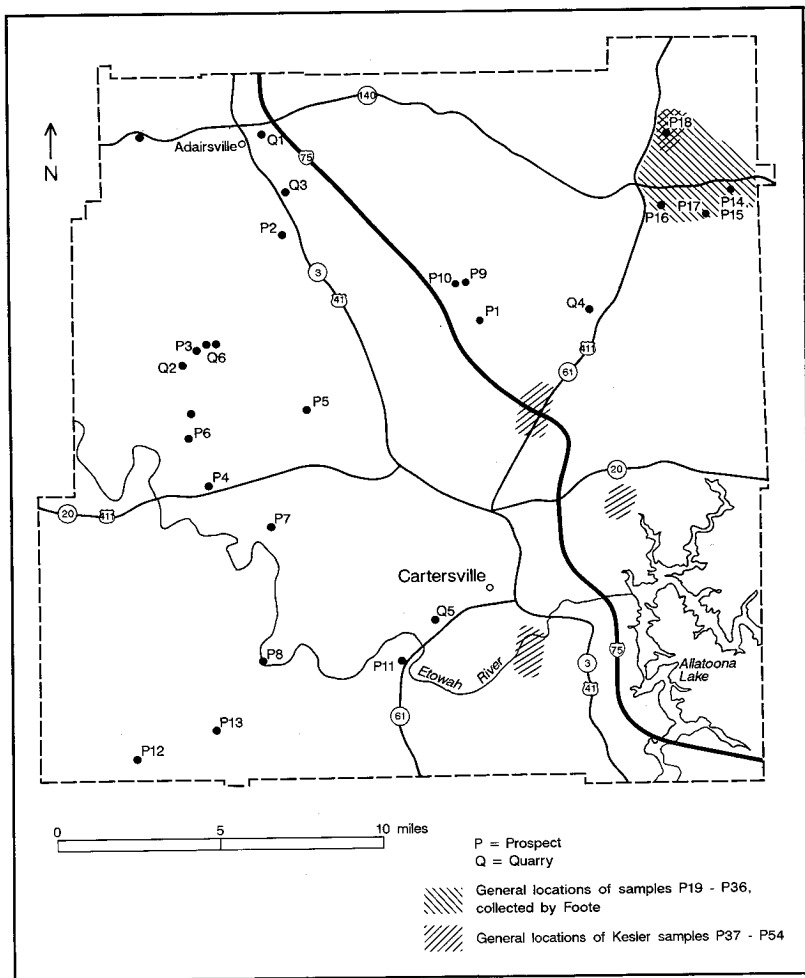 140
P18
Q1
Adairsville
75
N
Q3
P14
P16
P17
P15
P2
3
41
P10
P9
P1
Q4
P3
Q6
Q2
411
61
P5
P6
P4
20
20
411
P7
Cartersville
Q5
P8
P11
Etowah River
3
75
Allatoona
Lake
41
61
P13
P12
0 5 10 miles
P = Prospect
Q = Quarry
General locations of samples P19 - P36,
collected by Foote
General locations of Kesler samples P37 - P54